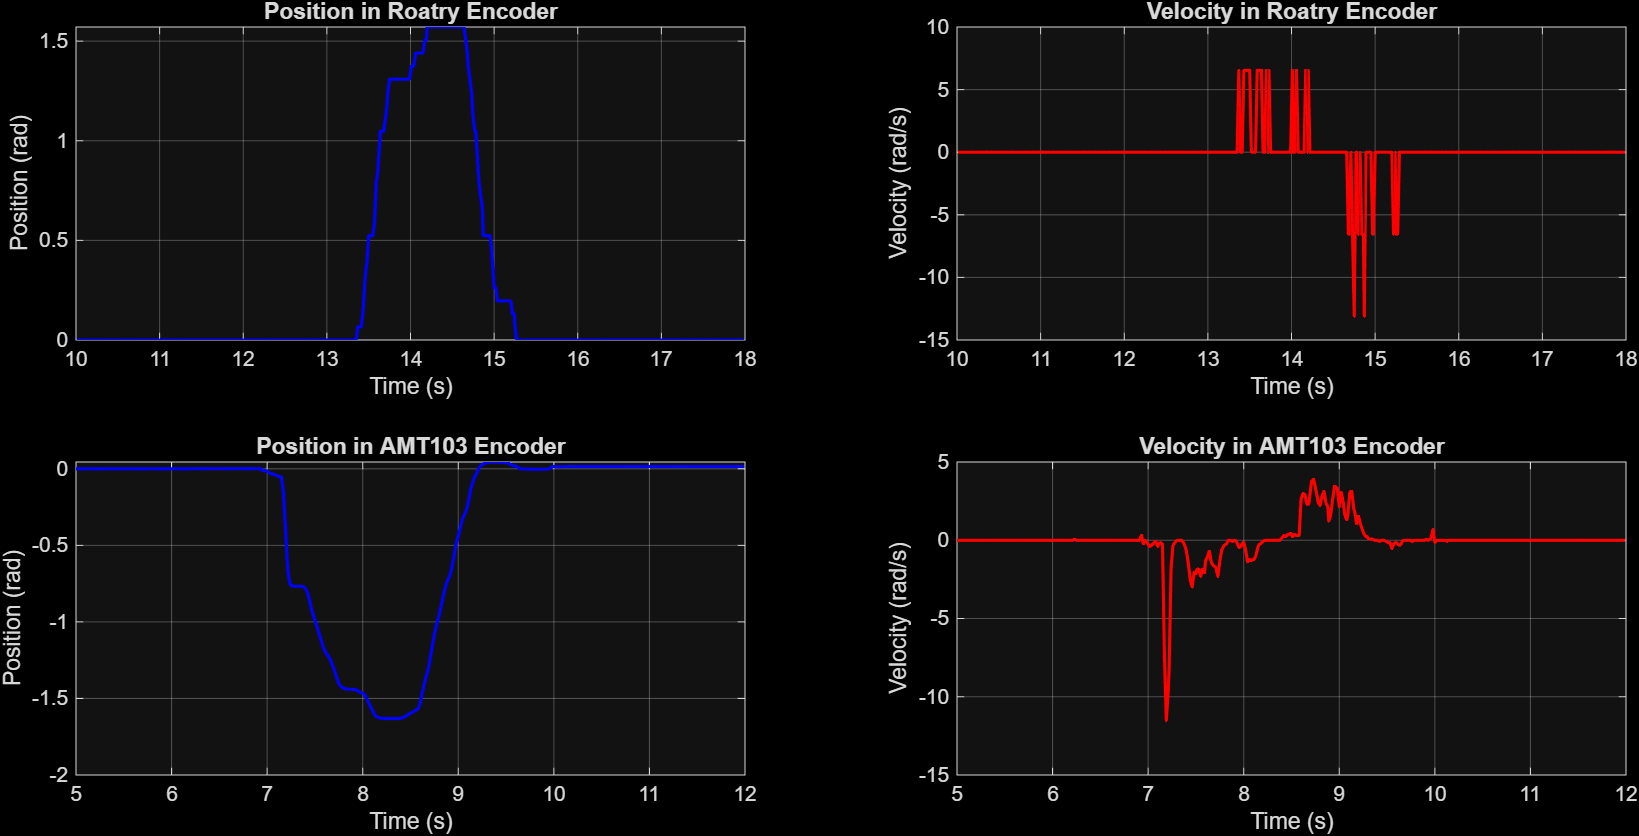 Position in Roatry Encoder
Position (rad)
1.5
1
0.5
0
10 11 12 13 14 15 16 17 18
Time (s)
Velocity in Roatry Encoder
Velocity (rad/s)
10
5
0
-5
-10
-15
10 11 12 13 14 15 16 17 18
Time (s)
Position in AMT103 Encoder
Position (rad)
0
-0.5
-1
-1.5
-2
5 6 7 8 9 10 11 12
Time (s)
Velocity in AMT103 Encoder
Velocity (rad/s)
5
0
-5
-10
-15
5 6 7 8 9 10 11 12
Time (s)